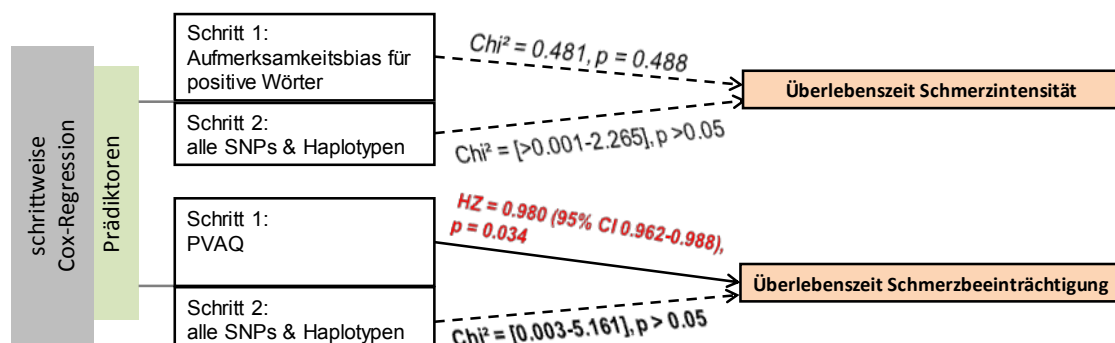 schrittweise
Cox-Regression
Prädiktoren
Schritt 1:
Aufmerksamkeitsbias für
positive Wörter
Schritt 2:
alle SNPs & Haplotypen
Chi² = 0.481, p = 0.488
Chi² = [>0.001-2.265], p >0.05
Überlebenszeit Schmerzintensität
Schritt 1:
PVAQ
Schritt 2:
alle SNPs & Haplotypen
HZ = 0.980 (95% CI 0.962-0.988),
p = 0.034
Chi² = [0.003-5.161], p > 0.05
Überlebenszeit Schmerzbeeinträchtigung